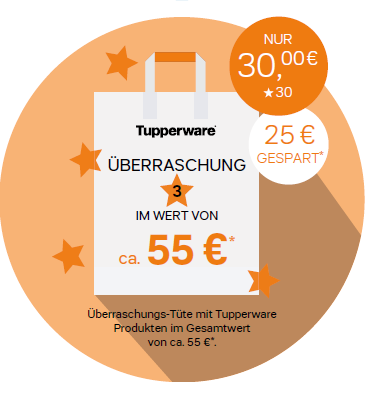 NUR
30,00 €
★30
25 €
GESPART*
Tupperware®
ÜBERRASCHUNG
3
IM WERT VON
ca. 55 €*
Überraschungs-Tüte mit Tupperware
Produkten im Gesamtwert
von ca. 55 €*.